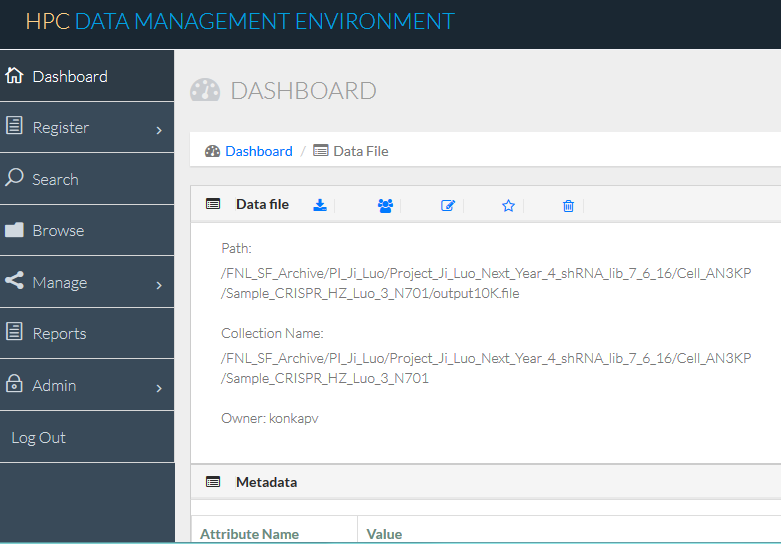 HPC DATA MANAGEMENT ENVIRONMENT
Dashboard
Register
Search
Browse
Manage
Reports
Admin
Log Out
DASHBOARD
Dashboard / Data File
Data file
Path:
/FNL_SF_Archive/PI_Ji_Luo/Project_Ji_Luo_Next_Year_4_shRNA_lib_7_6_16/Cell_AN3KP
/Sample_CRISPR_HZ_Luo_3_N701/output10K.file
Collection Name:
/FNL_SF_Archive/PI_Ji_Luo/Project_Ji_Luo_Next_Year_4_shRNA_lib_7_6_16/Cell_AN3KP
/Sample_CRISPR_HZ_Luo_3_N701
Owner: konkapv
Metadata
Attribute Name Value